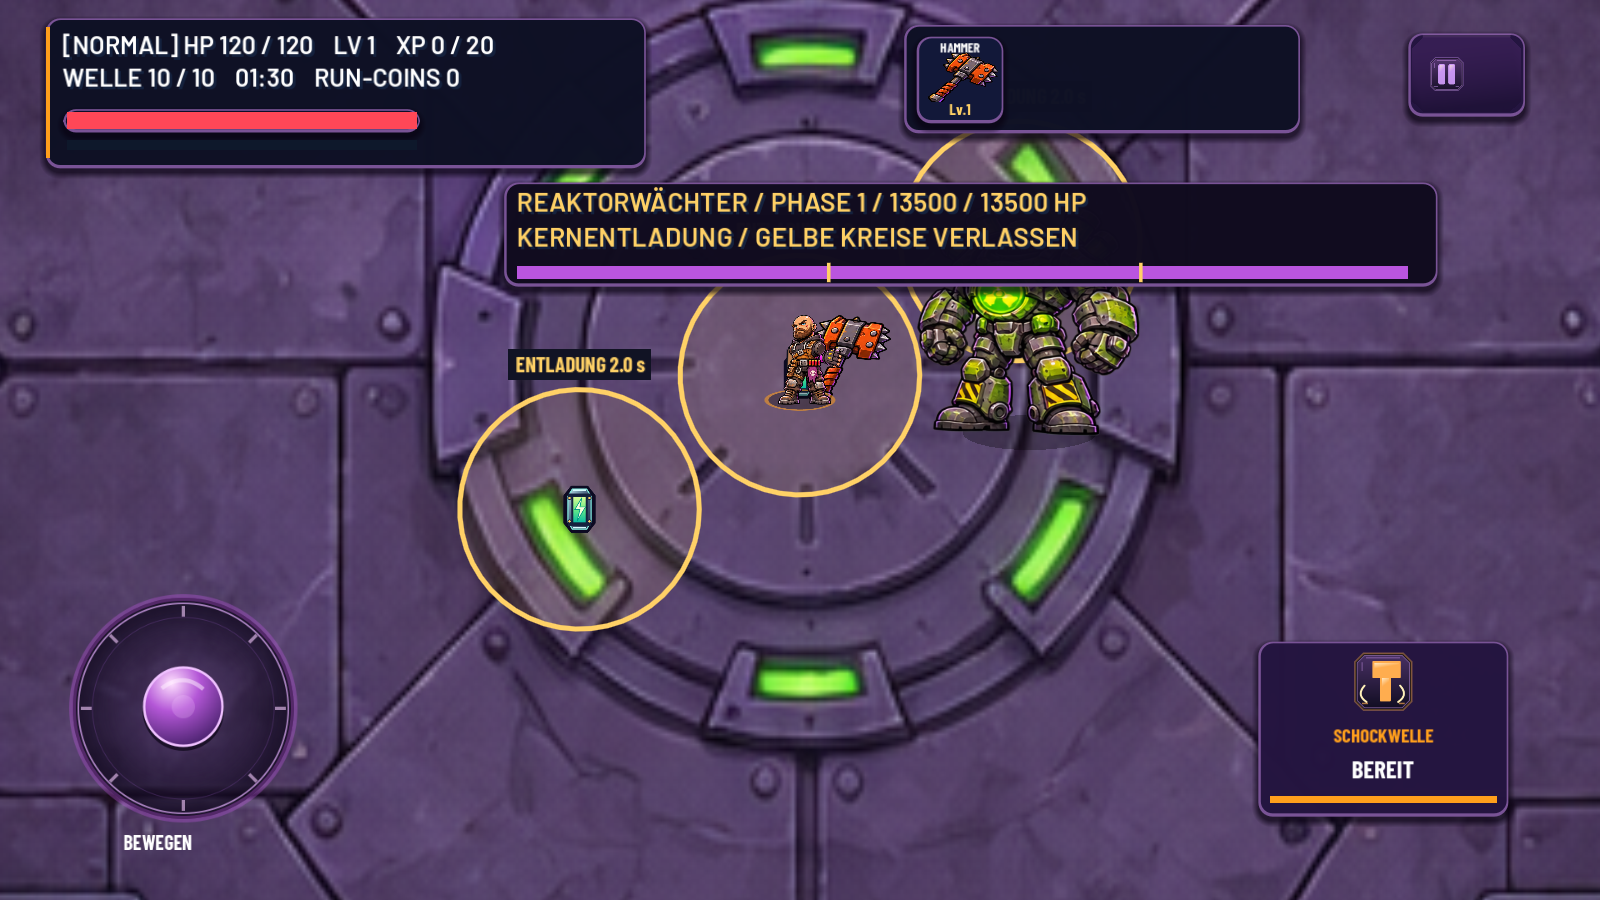 [NORMAL] HP 120 / 120 LV 1 XP 0 / 20
WELLE 10 / 10 01:30 RUN-COINS 0
HAMMER
Lv.1
REAKTORWÄCHTER / PHASE 1 / 13500 / 13500 HP
KERNENTLADUNG / GELBE KREISE VERLASSEN
ENTLADUNG 2.0 s
SCHOCKWELLE
BEREIT
BEWEGEN